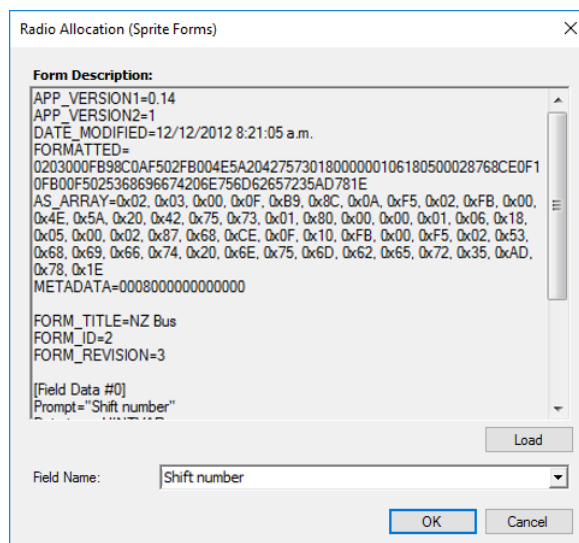 Radio Allocation (Sprite Forms)
Form Description:
APP_VERSION1=0.14
APP_VERSION2=1
DATE_MODIFIED=12/12/2012 8:21:05 a.m.
FORMATTED=
0203000FB98C0AF502FB004E5A20427573018000000106180500028768CE0F1
0FB00F5025368696674206E756D62657235AD781E
AS_ARRAY=0x02, 0x03, 0x00, 0x0F, 0xB9, 0x8C, 0x0A, 0xF5, 0x02, 0xFB, 0x00,
0x4E, 0x5A, 0x20, 0x42, 0x75, 0x73, 0x01, 0x80, 0x00, 0x00, 0x01, 0x06, 0x18,
0x05, 0x00, 0x02, 0x87, 0x68, 0xCE, 0x0F, 0x10, 0xFB, 0x00, 0xF5, 0x02, 0x53,
0x68, 0x69, 0x66, 0x74, 0x20, 0x6E, 0x75, 0x6D, 0x62, 0x65, 0x72, 0x35, 0xAD,
0x78, 0x1E
METADATA=0008000000000000
FORM_TITLE=NZ Bus
FORM_ID=2
FORM_REVISION=3
[Field Data #0]
Prompt="Shift number"
Load
Field Name:
Shift number
OK
Cancel